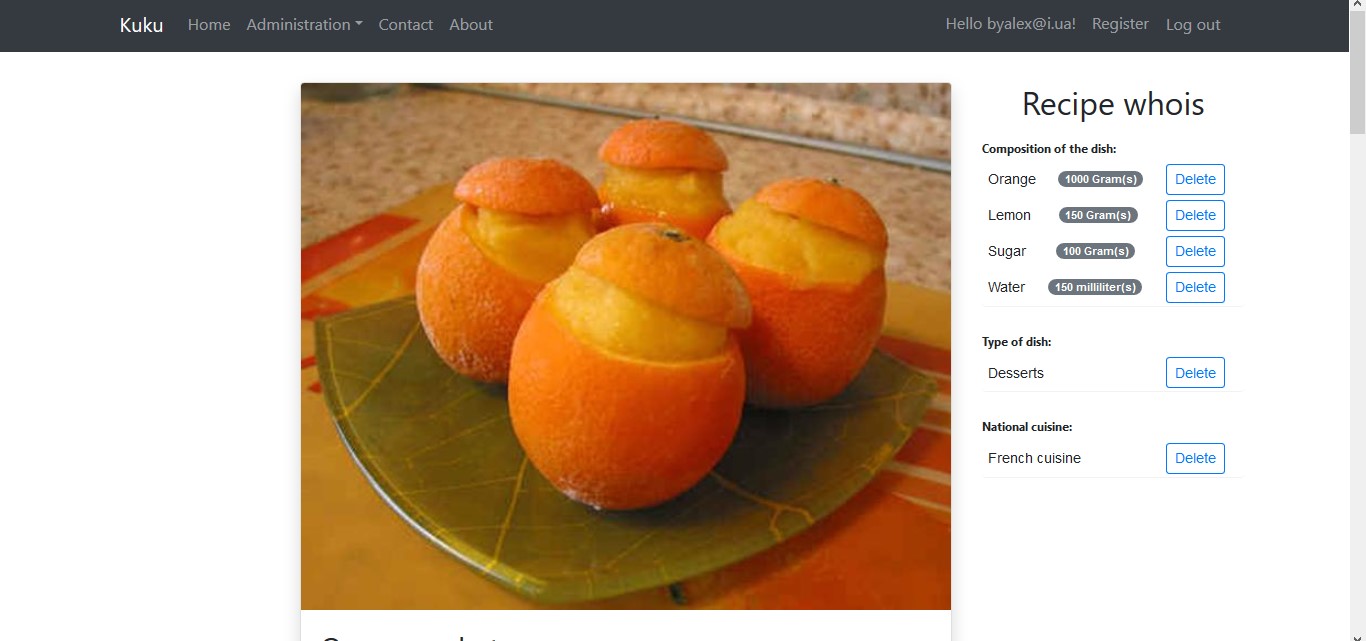 Kuku Home Administration Contact About Hello byalex@i.ua! Register Log out
Recipe whois
Composition of the dish:
Orange 1000 Gram(s) Delete
Lemon 150 Gram(s) Delete
Sugar 100 Gram(s) Delete
Water 150 milliliter(s) Delete
Type of dish:
Desserts Delete
National cuisine:
French cuisine Delete